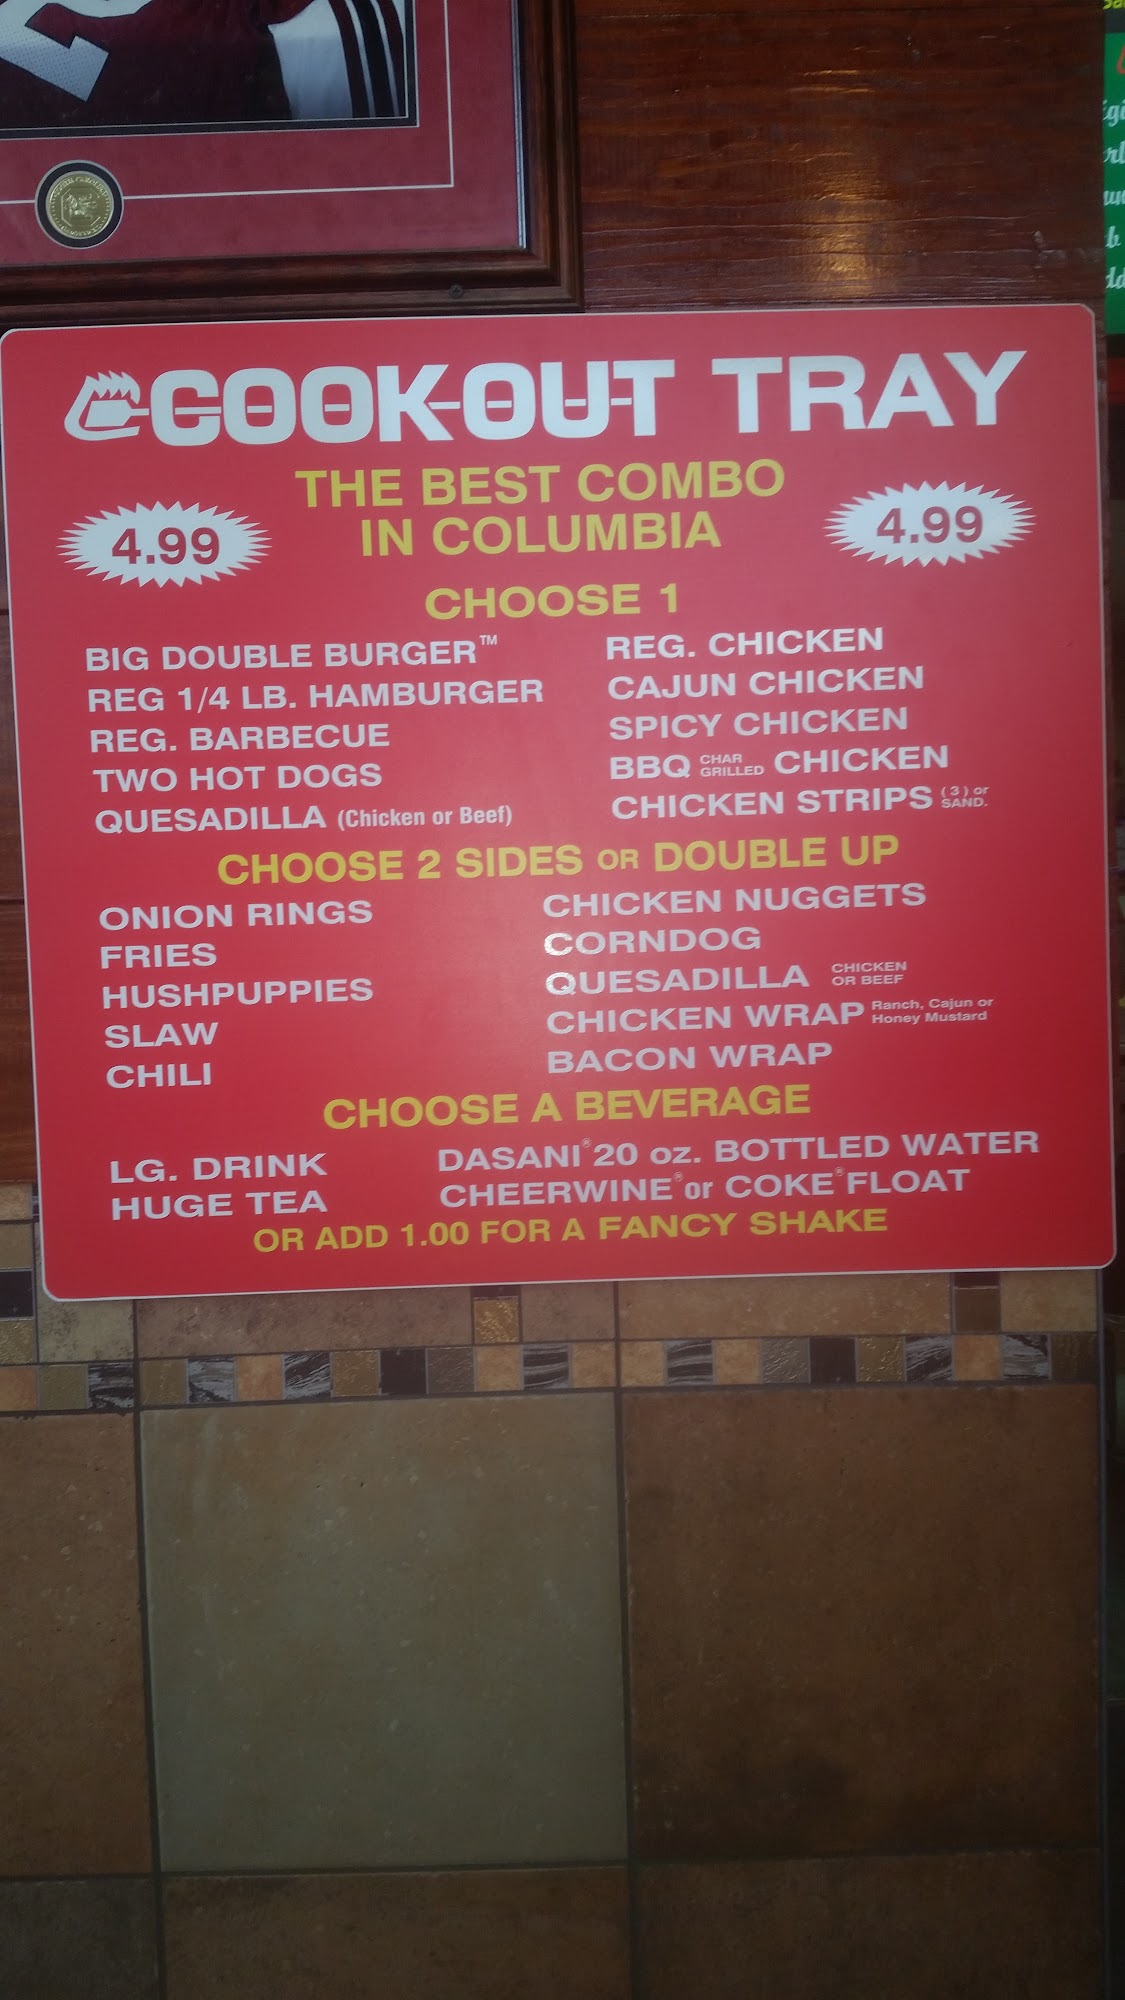 COOK-OUT TRAY
THE BEST COMBO
IN COLUMBIA
4.99
4.99
CHOOSE 1
BIG DOUBLE BURGER™
REG 1/4 LB. HAMBURGER
REG. BARBECUE
TWO HOT DOGS
QUESADILLA (Chicken or Beef)
REG. CHICKEN
CAJUN CHICKEN
SPICY CHICKEN
BBQ CHAR GRILLED CHICKEN
CHICKEN STRIPS (3) or SAND.
CHOOSE 2 SIDES OR DOUBLE UP
ONION RINGS
FRIES
HUSHPUPPIES
SLAW
CHILI
CHICKEN NUGGETS
CORNDOG
QUESADILLA CHICKEN OR BEEF
CHICKEN WRAP Ranch, Cajun or Honey Mustard
BACON WRAP
CHOOSE A BEVERAGE
LG. DRINK
HUGE TEA
DASANI® 20 oz. BOTTLED WATER
CHEERWINE® or COKE® FLOAT
OR ADD 1.00 FOR A FANCY SHAKE